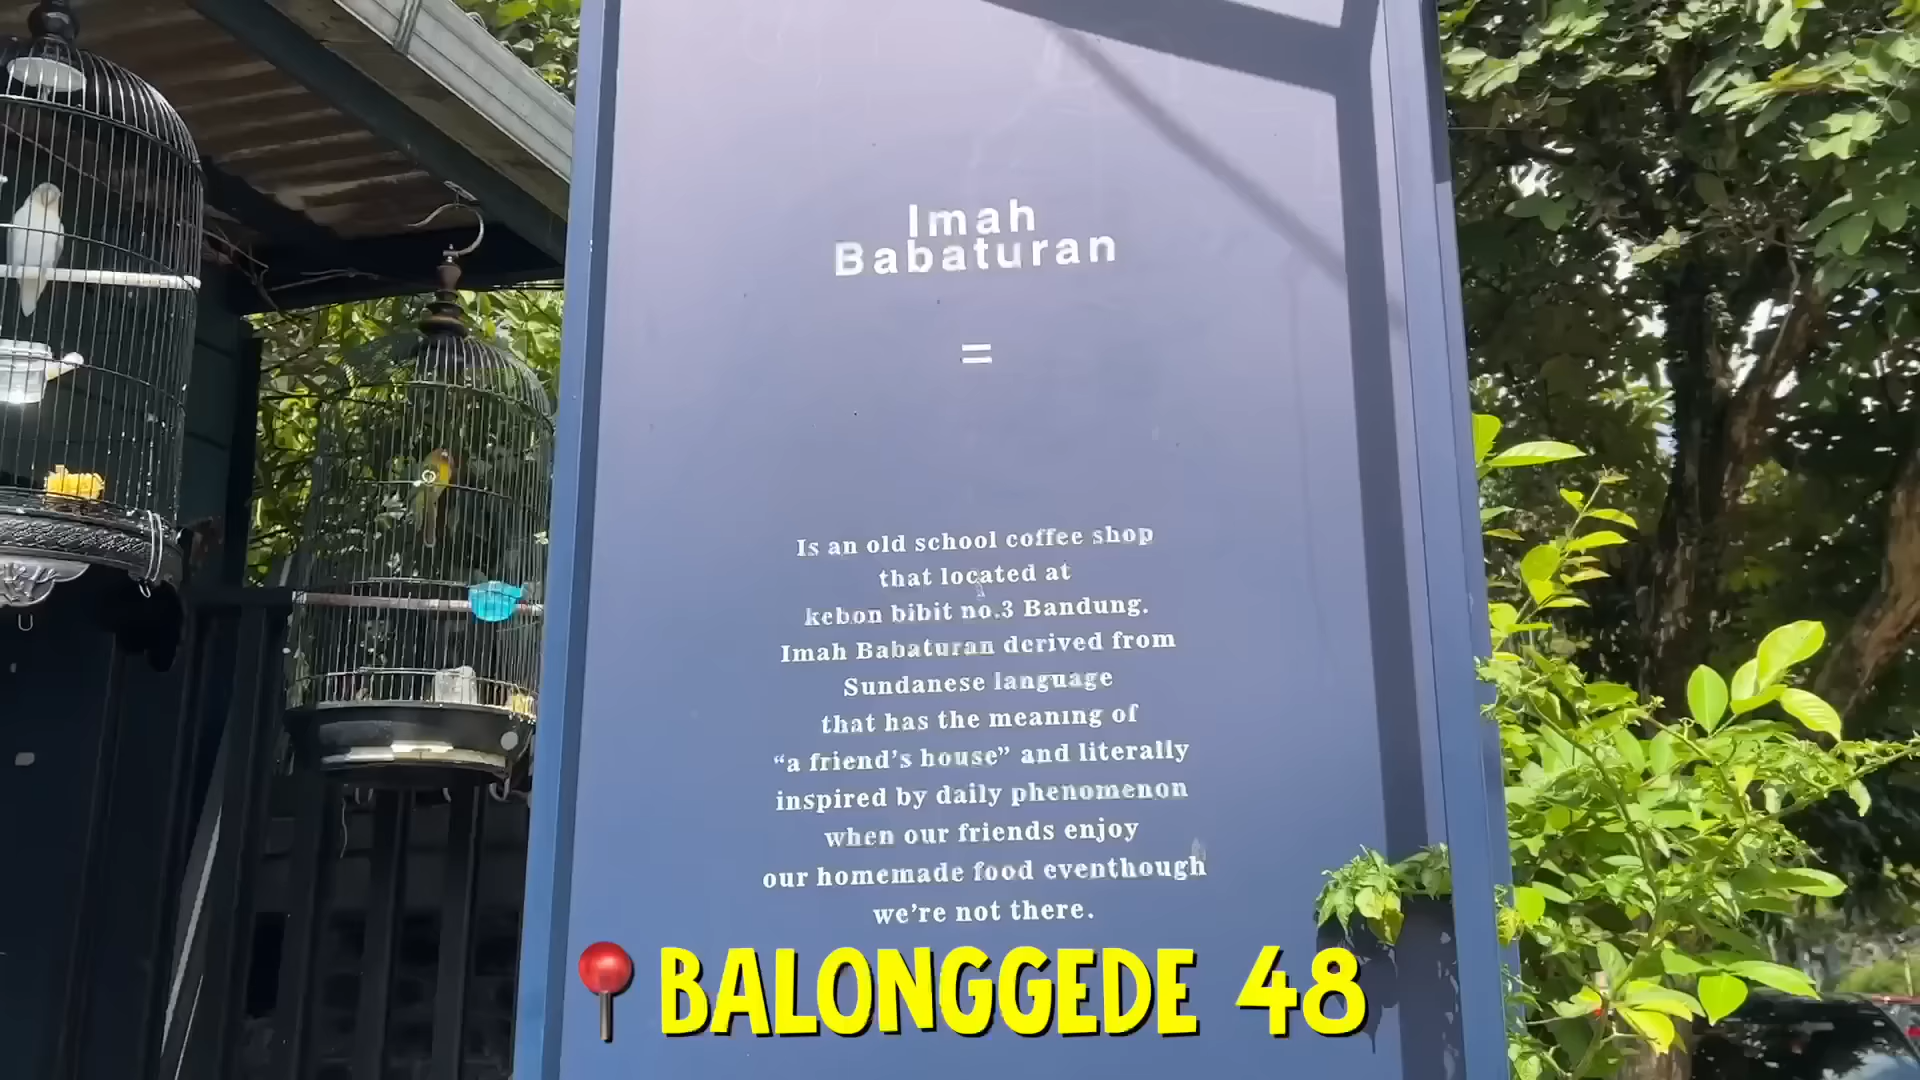 Imah
Babaturan
=
Is an old school coffee shop
that located at
kebon bibit no.3 Bandung.
Imah Babaturan derived from
Sundanese language
that has the meaning of
“a friend’s house” and literally
inspired by daily phenomenon
when our friends enjoy
our homemade food eventhough
we’re not there.
BALONGGEDE 48